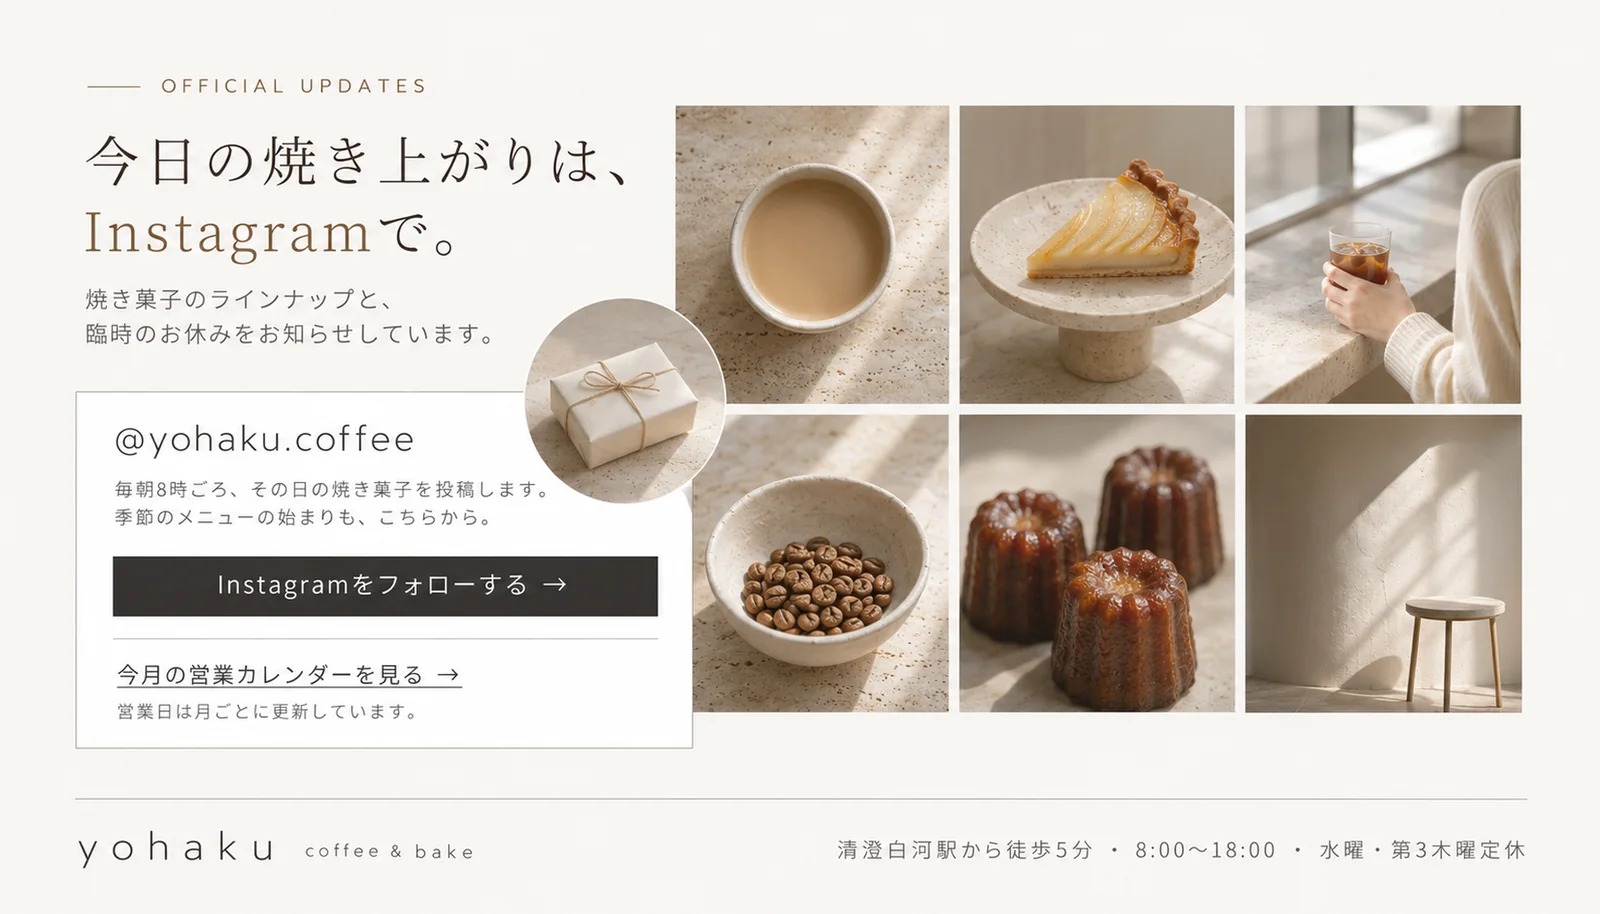 OFFICIAL UPDATES
今日の焼き上がりは、
Instagramで。
焼き菓子のラインナップと、
臨時のお休みをお知らせしています。
@yohaku.coffee
毎朝8時ごろ、その日の焼き菓子を投稿します。
季節のメニューの始まりも、こちらから。
Instagramをフォローする →
今月の営業カレンダーを見る →
営業日は月ごとに更新しています。
yohaku coffee & bake
清澄白河駅から徒歩5分 ・ 8:00〜18:00 ・ 水曜・第3木曜定休